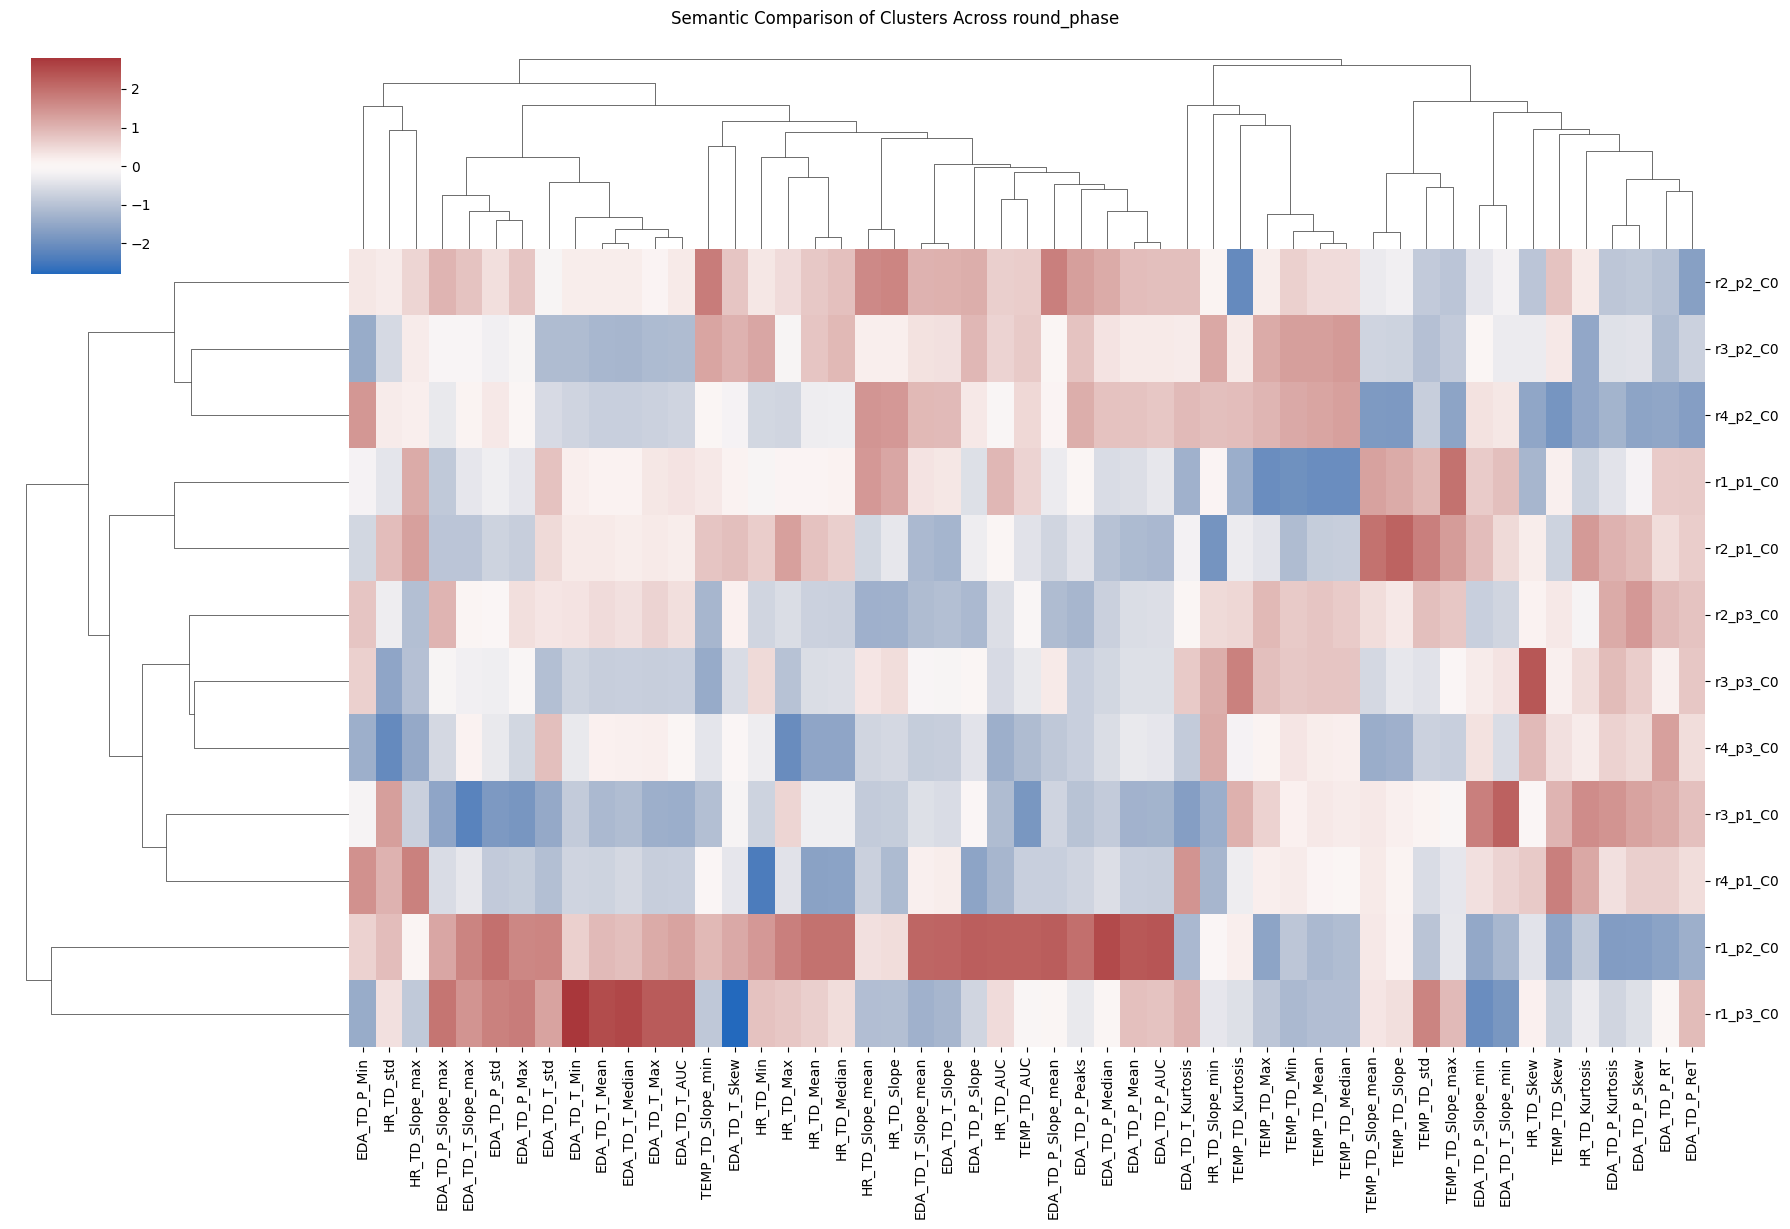 Semantic Comparison of Clusters Across round_phase
2
1
0
−1
−2
r2_p2_C0
r3_p2_C0
r4_p2_C0
r1_p1_C0
r2_p1_C0
r2_p3_C0
r3_p3_C0
r4_p3_C0
r3_p1_C0
r4_p1_C0
r1_p2_C0
r1_p3_C0
EDA_TD_P_Min
HR_TD_std
HR_TD_Slope_max
EDA_TD_P_Slope_max
EDA_TD_T_Slope_max
EDA_TD_P_std
EDA_TD_P_Max
EDA_TD_T_std
EDA_TD_T_Min
EDA_TD_T_Mean
EDA_TD_T_Median
EDA_TD_T_Max
EDA_TD_T_AUC
TEMP_TD_Slope_min
EDA_TD_T_Skew
HR_TD_Min
HR_TD_Max
HR_TD_Mean
HR_TD_Median
HR_TD_Slope_mean
HR_TD_Slope
EDA_TD_T_Slope_mean
EDA_TD_T_Slope
EDA_TD_P_Slope
HR_TD_AUC
TEMP_TD_AUC
EDA_TD_P_Slope_mean
EDA_TD_P_Peaks
EDA_TD_P_Median
EDA_TD_P_Mean
EDA_TD_P_AUC
EDA_TD_T_Kurtosis
HR_TD_Slope_min
TEMP_TD_Kurtosis
TEMP_TD_Max
TEMP_TD_Min
TEMP_TD_Mean
TEMP_TD_Median
TEMP_TD_Slope_mean
TEMP_TD_Slope
TEMP_TD_std
TEMP_TD_Slope_max
EDA_TD_P_Slope_min
EDA_TD_T_Slope_min
HR_TD_Skew
TEMP_TD_Skew
HR_TD_Kurtosis
EDA_TD_P_Kurtosis
EDA_TD_P_Skew
EDA_TD_P_RT
EDA_TD_P_ReT